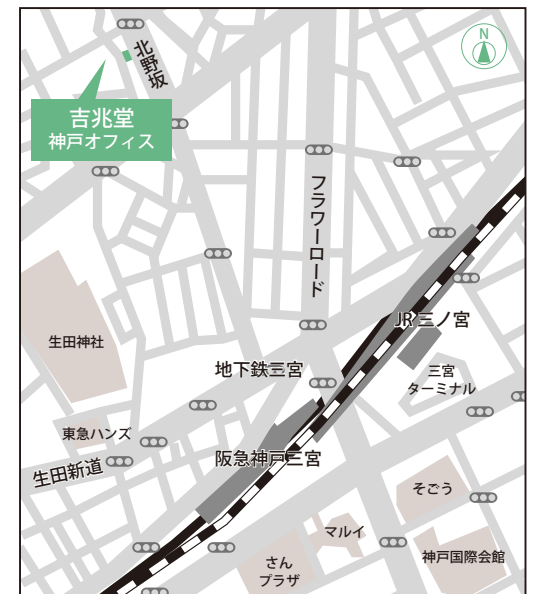 N
北野坂
吉兆堂
神戸オフィス
フラワーロード
JR 三ノ宮
生田神社
地下鉄三宮
三宮
ターミナル
東急ハンズ
阪急神戸三宮
生田新道
そごう
マルイ
さん
プラザ
神戸国際会館